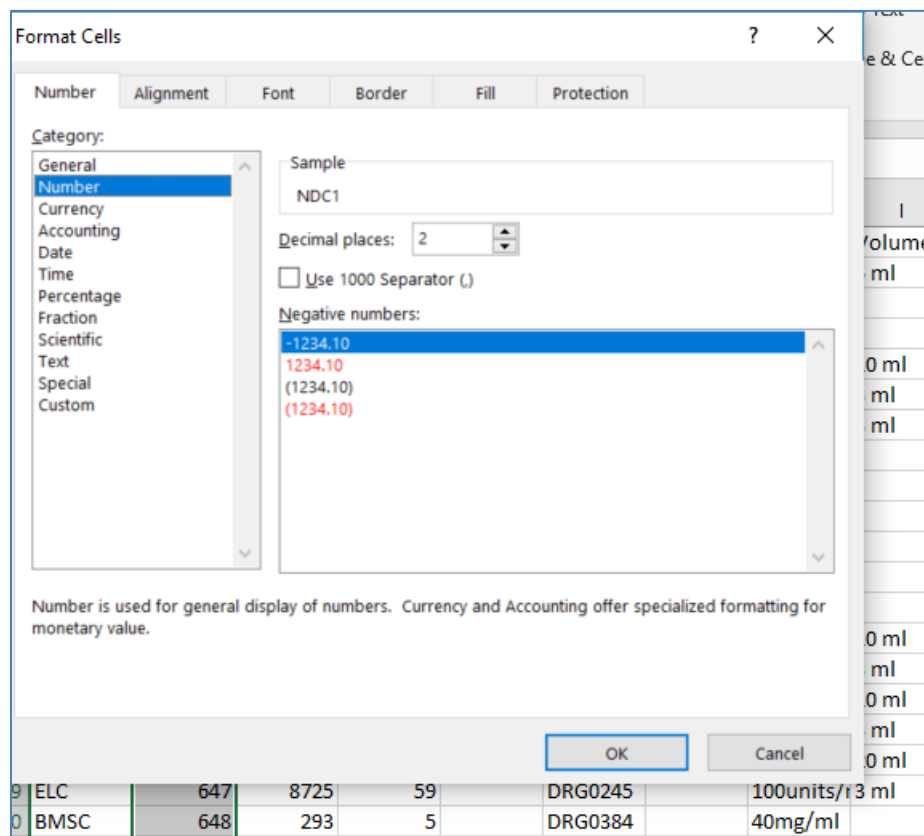 Format Cells ? X
e & Ce
Number Alignment Font Border Fill Protection
Category:
General
Number
Currency
Accounting
Date
Time
Percentage
Fraction
Scientific
Text
Special
Custom
Sample
NDC1
Decimal places: 2
Use 1000 Separator (,)
Negative numbers:
-1234.10
1234.10
(1234.10)
(1234.10)
Number is used for general display of numbers. Currency and Accounting offer specialized formatting for
monetary value.
OK Cancel
I
olume
ml
0 ml
ml
ml
0 ml
ml
0 ml
ml
0 ml
9 ELC 647 8725 59 DRG0245 100units/ 3 ml
0 BMSC 648 293 5 DRG0384 40mg/ml